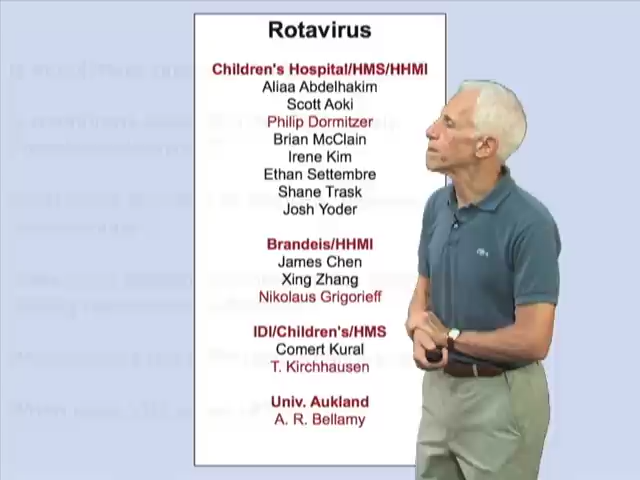 Rotavirus
Children's Hospital/HMS/HHMI
Aliaa Abdelhakim
Scott Aoki
Philip Dormitzer
Brian McClain
Irene Kim
Ethan Settembre
Shane Trask
Josh Yoder
Brandeis/HHMI
James Chen
Xing Zhang
Nikolaus Grigorieff
IDI/Children's/HMS
Comert Kural
T. Kirchhausen
Univ. Aukland
A. R. Bellamy